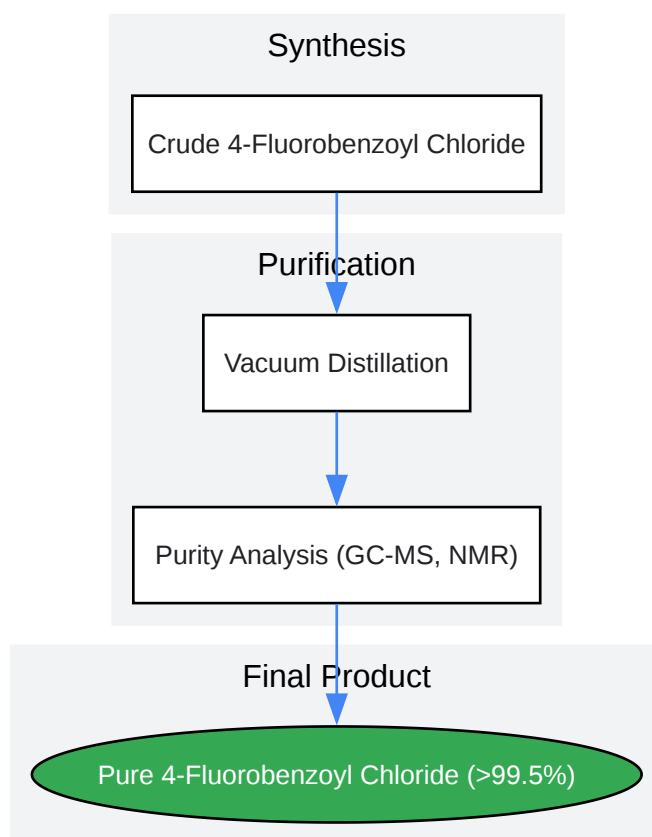 Synthesis
Crude 4-Fluorobenzoyl Chloride
Purification
Vacuum Distillation
Purity Analysis (GC-MS, NMR)
Final Product
Pure 4-Fluorobenzoyl Chloride (>99.5%)